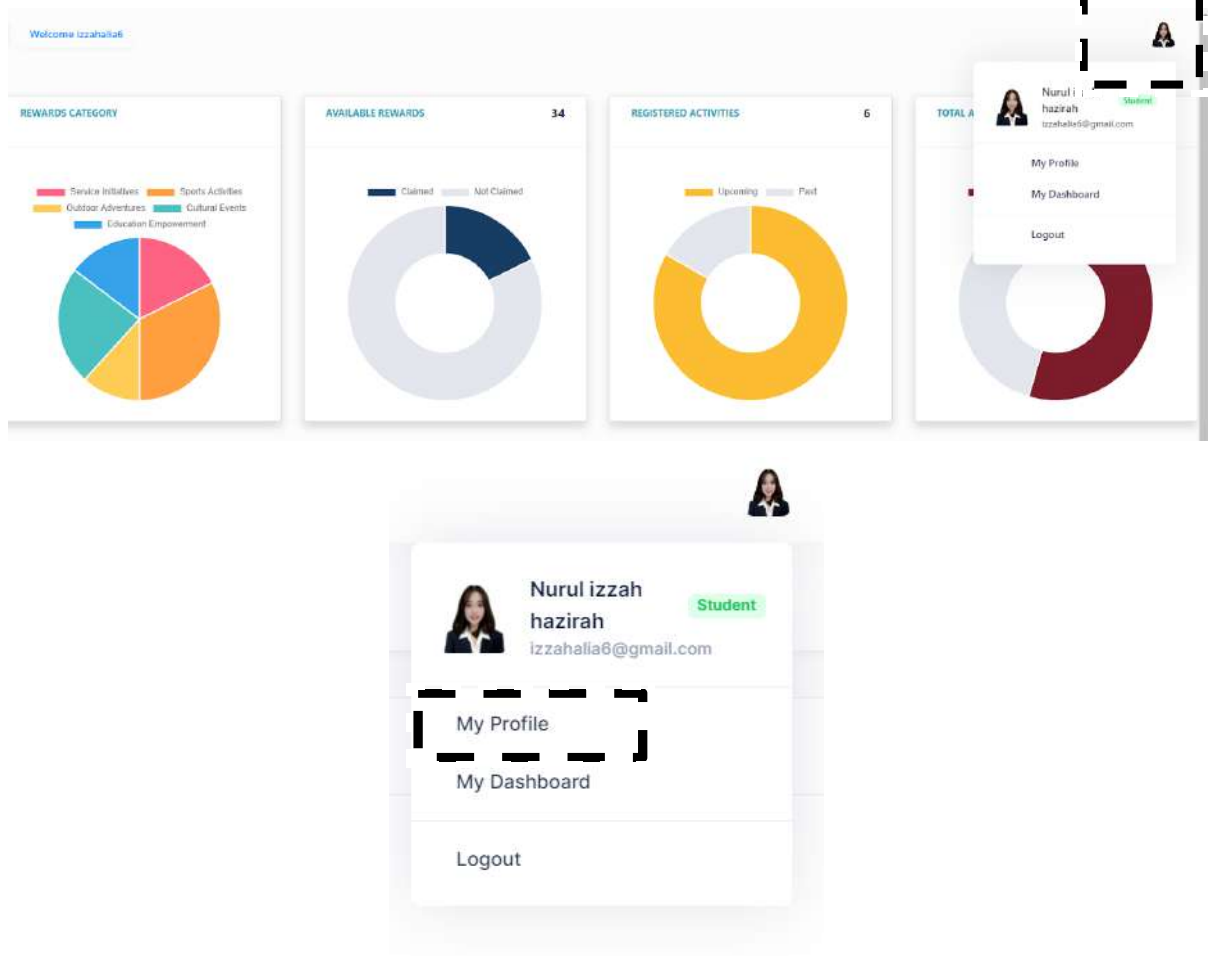 Welcome izzahalia6
Nurul i
hazirah
Student
izzahalia6@gmail.com
My Profile
My Dashboard
Logout
REWARDS CATEGORY
Service Initiatives Sports Activities
Outdoor Adventures Cultural Events
Education Empowerment
AVAILABLE REWARDS 34
Claimed Not Claimed
REGISTERED ACTIVITIES 6
Upcoming Past
TOTAL A
Nurul izzah
hazirah
Student
izzahalia6@gmail.com
My Profile
My Dashboard
Logout